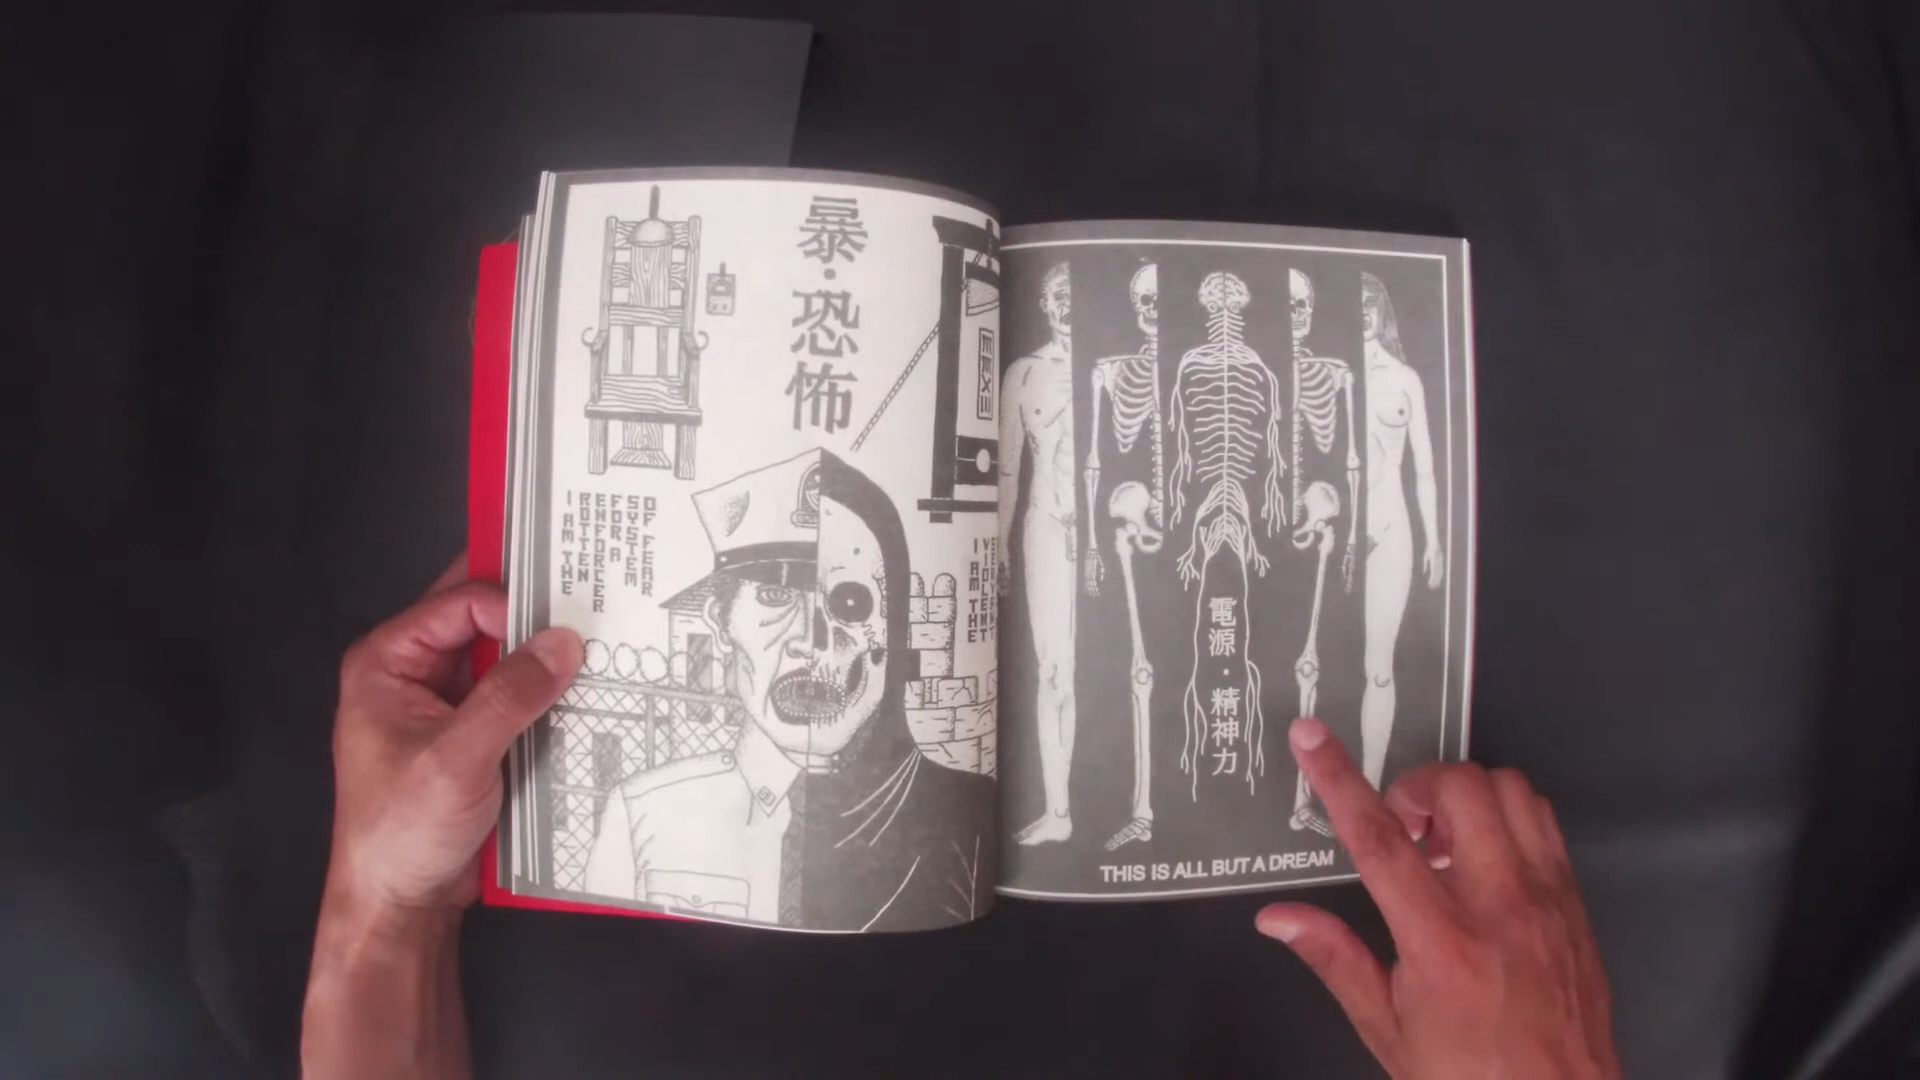 暴・恐怖
I AM THE
ROTTEN
ENFORCER
FOR A
SYSTEM
OF FEAR
I AM THE
VIOLENT
電源・精神力
THIS IS ALL BUT A DREAM